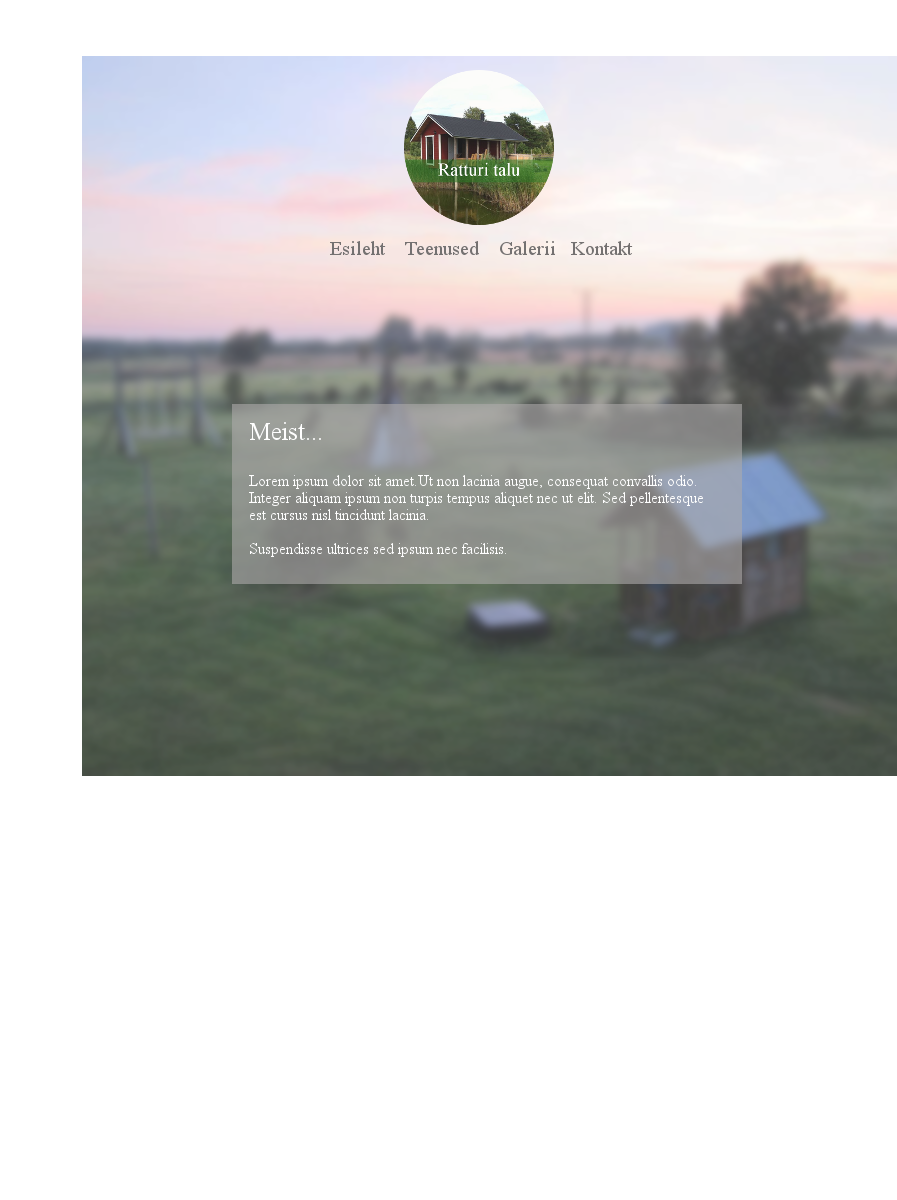 Ratturi talu
Esileht Teenused Galerii Kontakt
Meist...
Lorem ipsum dolor sit amet.Ut non lacinia augue, consequat convallis odio.
Integer aliquam ipsum non turpis tempus aliquet nec ut elit. Sed pellentesque
est cursus nisl tincidunt lacinia.
Suspendisse ultrices sed ipsum nec facilisis.